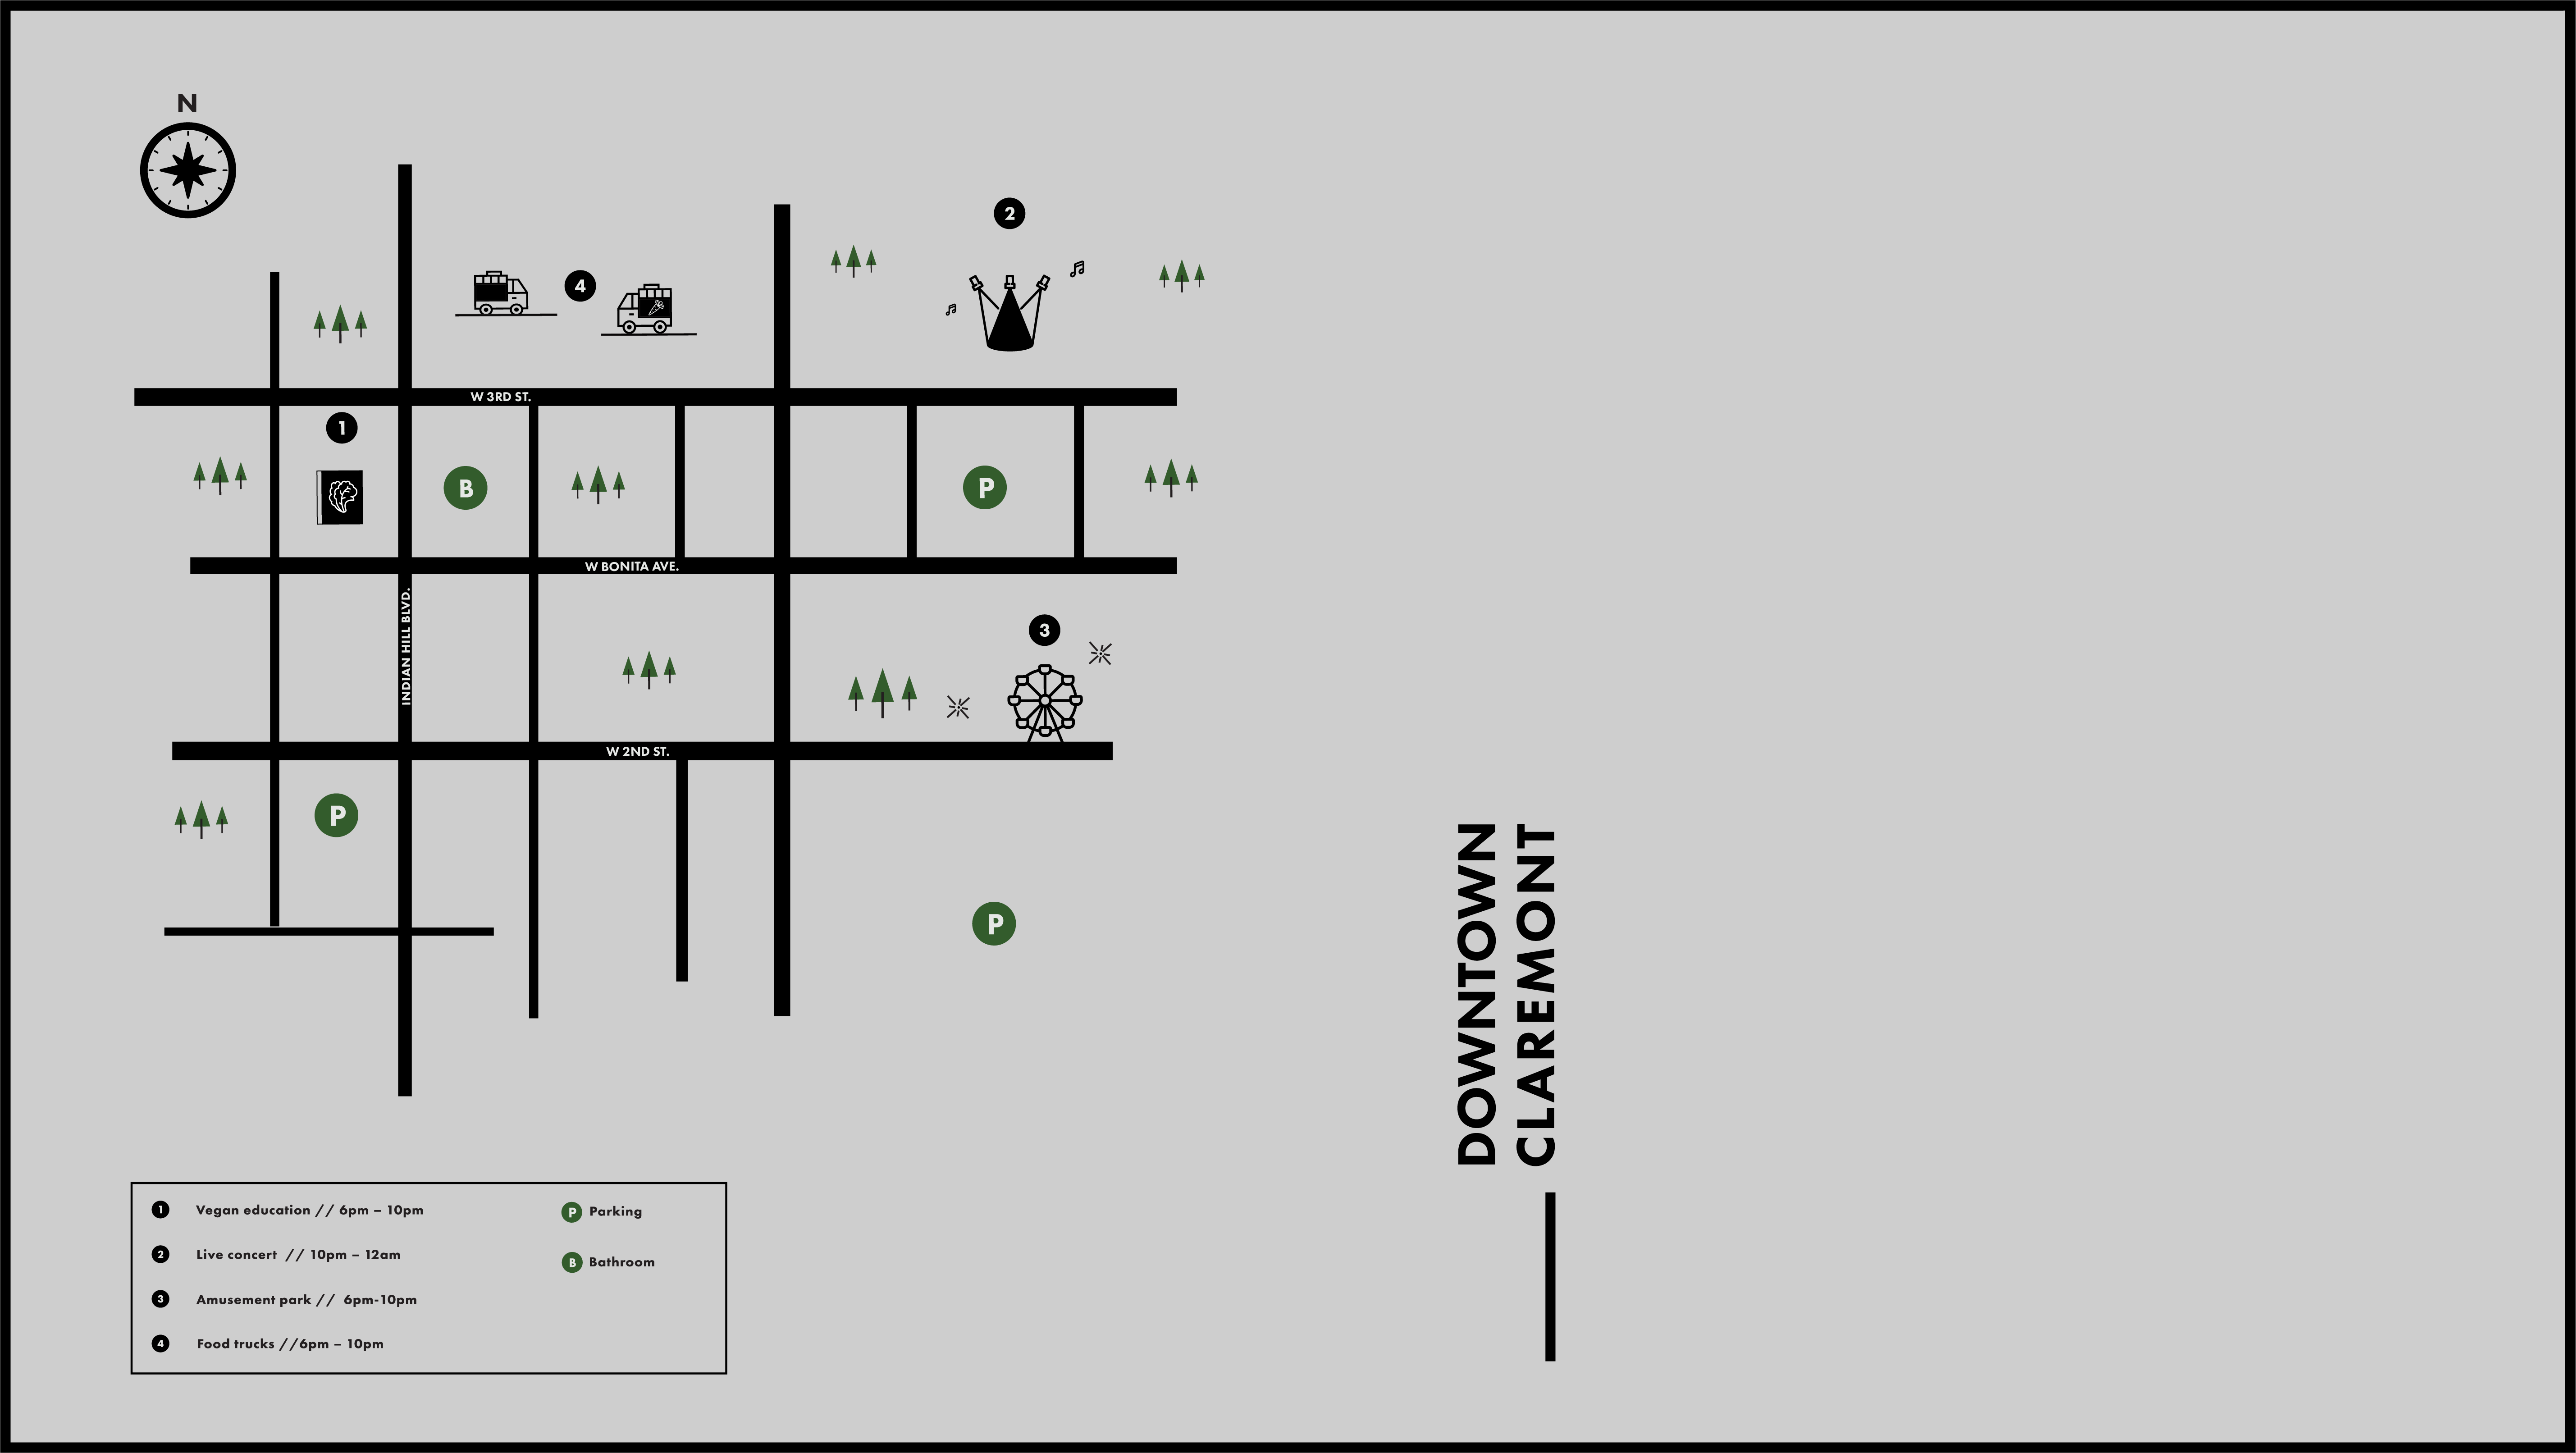 N
2
4
W 3RD ST.
1
B
P
W BONITA AVE.
INDIAN HILL BLVD.
3
W 2ND ST.
P
P
DOWNTOWN
CLAREMONT
1 Vegan education // 6pm – 10pm
2 Live concert // 10pm – 12am
3 Amusement park // 6pm-10pm
4 Food trucks //6pm – 10pm
P Parking
B Bathroom